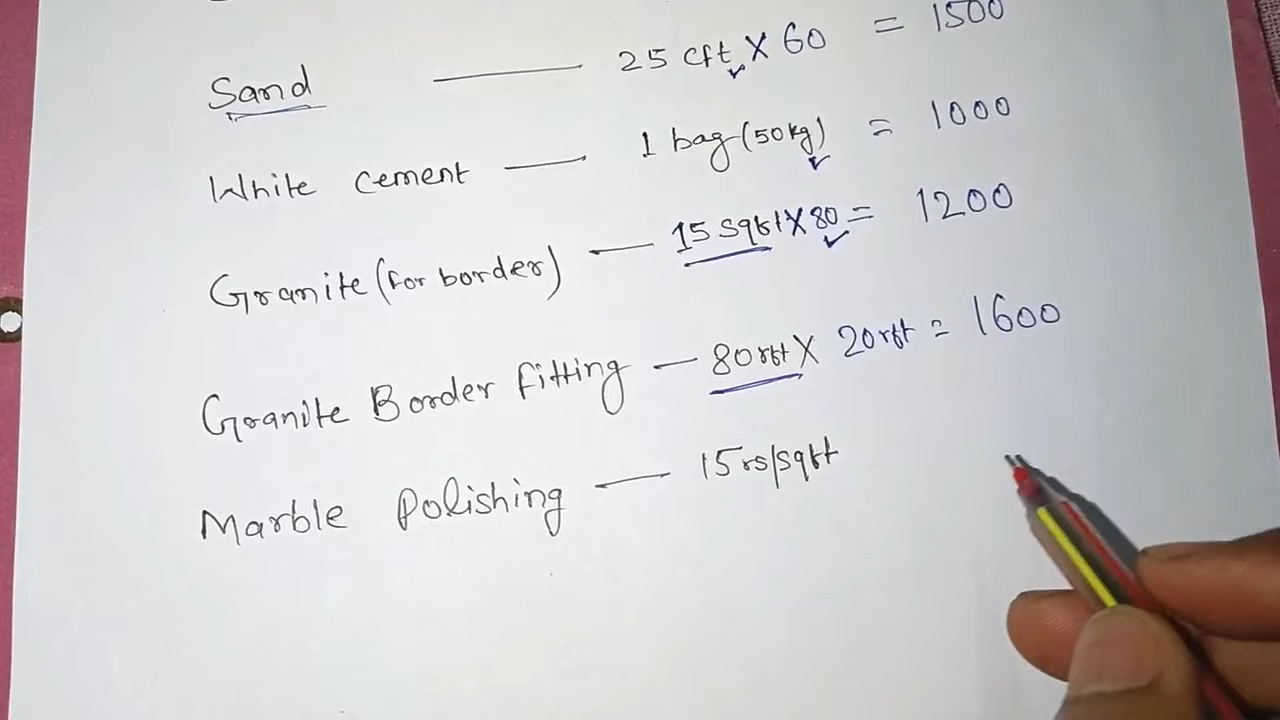 Sand — 25 cft X 60 = 1500
White cement — 1 bag (50kg) = 1000
Granite (for border) — 15 sqft X 80 = 1200
Granite Border fitting — 80 rft X 20 rft = 1600
Marble Polishing — 15 rs/sqft